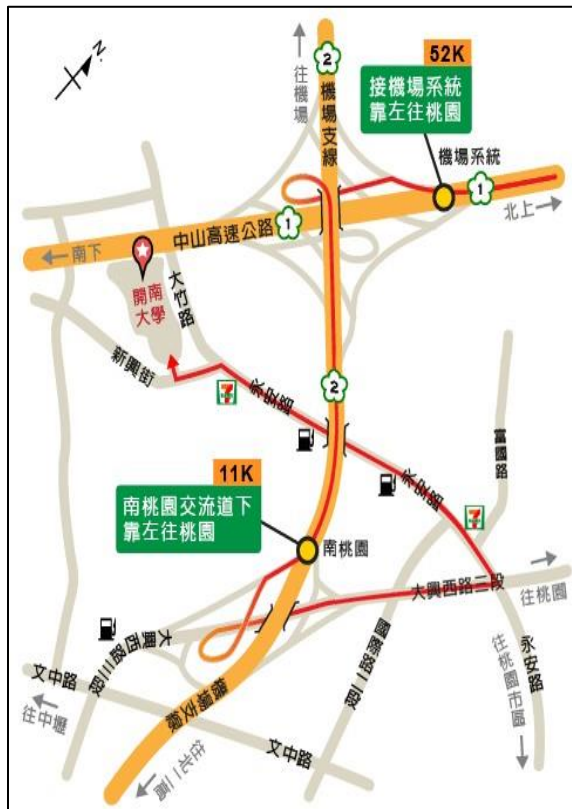 N.
2
往機場
機場支線
52K
接機場系統
靠左往桃園
機場系統
1
北上
中山高速公路
1
南下
開南
大學
大竹路
新興街
7
永安路
2
富國路
永安路
7
11K
南桃園交流道下
靠左往桃園
南桃園
大興西路二段
往桃園
大興西路三段
國際路二段
永安路
往桃園市區
文中路
往中壢
機場支線
文中路
往北二高